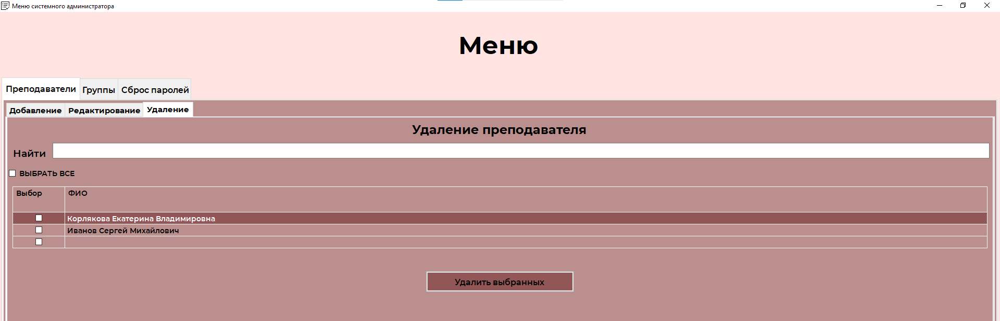 Меню системного администратора
Меню
Преподаватели Группы Сброс паролей
Добавление Редактирование Удаление
Удаление преподавателя
Найти
ВЫБРАТЬ ВСЕ
Выбор ФИО
Корлякова Екатерина Владимировна
Иванов Сергей Михайлович
Удалить выбранных